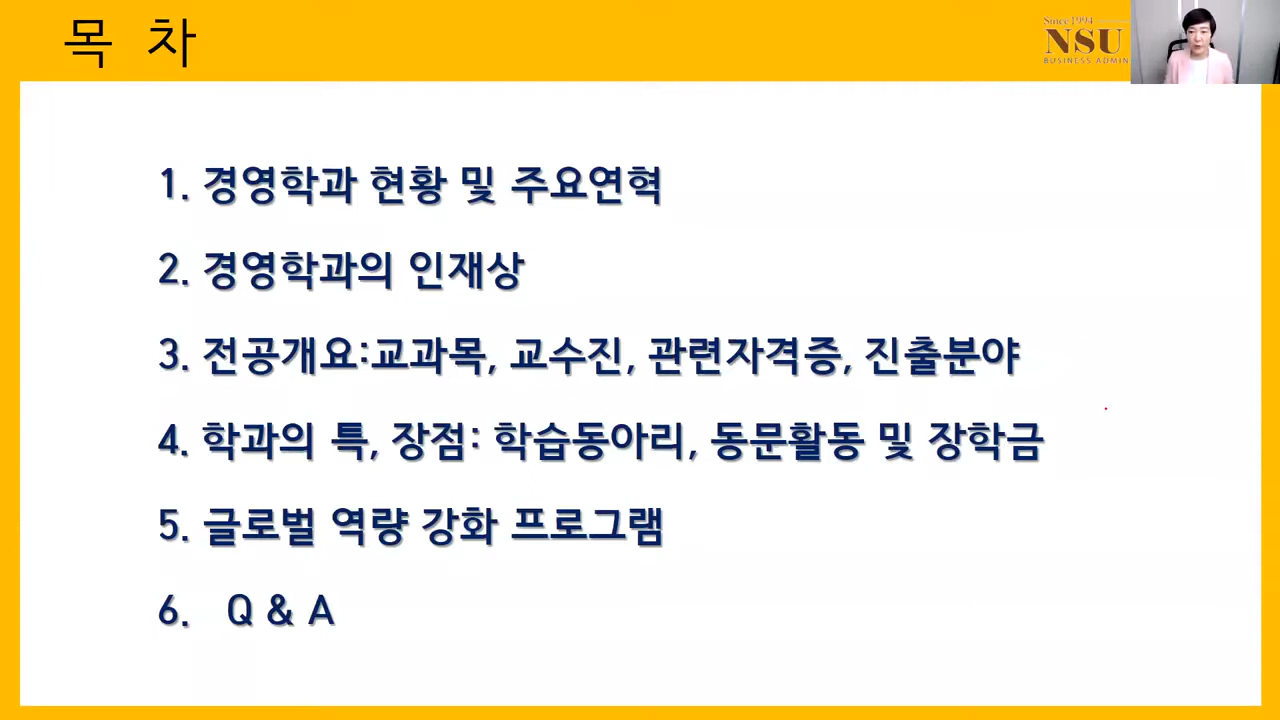 목 차
Since1994
NSU
BUSINESS ADMIN
1. 경영학과 현황 및 주요연혁
2. 경영학과의 인재상
3. 전공개요:교과목, 교수진, 관련자격증, 진출분야
4. 학과의 특, 장점: 학습동아리, 동문활동 및 장학금
5. 글로벌 역량 강화 프로그램
6. Q & A